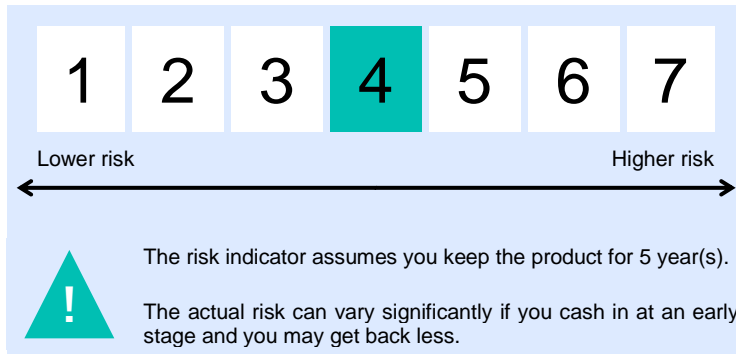 1 2 3 4 5 6 7
Lower risk Higher risk
The risk indicator assumes you keep the product for 5 year(s).
!
The actual risk can vary significantly if you cash in at an early
stage and you may get back less.